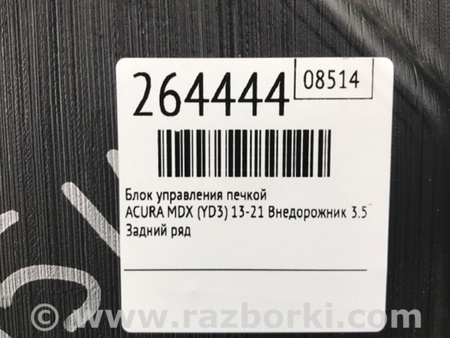 264444
08514
Блок управления печкой
ACURA MDX (YD3) 13-21 Внедорожник 3.5
Задний ряд
© www.razborki.com